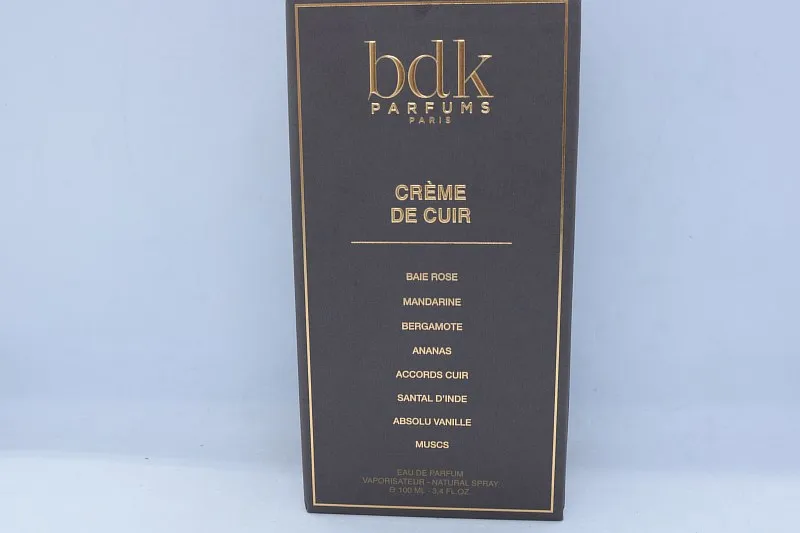 bdk
PARFUMS
PARIS
CRÈME
DE CUIR
BAIE ROSE
MANDARINE
BERGAMOTE
ANANAS
ACCORDS CUIR
SANTAL D'INDE
ABSOLU VANILLE
MUSCS
EAU DE PARFUM
VAPORISATEUR - NATURAL SPRAY
℮ 100 ML - 3.4 FL OZ.